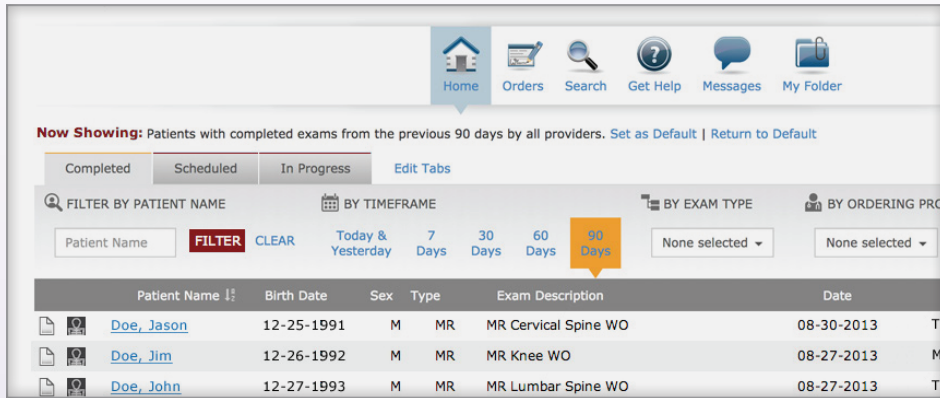 Home Orders Search Get Help Messages My Folder
Now Showing: Patients with completed exams from the previous 90 days by all providers. Set as Default | Return to Default
Completed Scheduled In Progress Edit Tabs
FILTER BY PATIENT NAME BY TIMEFRAME BY EXAM TYPE BY ORDERING PRO
Patient Name FILTER CLEAR Today & Yesterday 7 Days 30 Days 60 Days 90 Days None selected None selected
Patient Name Birth Date Sex Type Exam Description Date
Doe, Jason 12-25-1991 M MR MR Cervical Spine WO 08-30-2013 T
Doe, Jim 12-26-1992 M MR MR Knee WO 08-27-2013 M
Doe, John 12-27-1993 M MR MR Lumbar Spine WO 08-27-2013 T